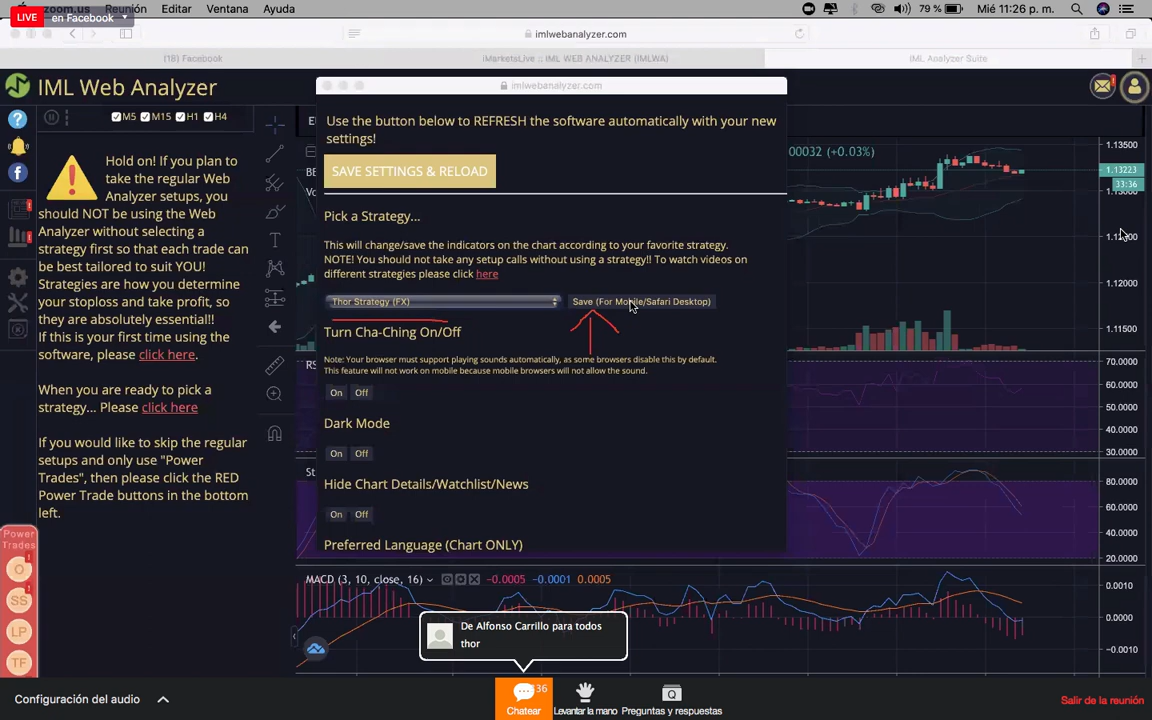 zoom.us Reunión Editar Ventana Ayuda
79 % Mié 11:26 p. m.
LIVE en Facebook
imlwebanalyzer.com
(18) Facebook
iMarketsLive :: IML WEB ANALYZER (IMLWA)
IML Analyzer Suite
IML Web Analyzer
M5 M15 H1 H4
Hold on! If you plan to
take the regular Web
Analyzer setups, you
should NOT be using the Web
Analyzer without selecting a
strategy first so that each trade can
be best tailored to suit YOU!
Strategies are how you determine
your stoploss and take profit, so
they are absolutely essential!!
If this is your first time using the
software, please click here.
When you are ready to pick a
strategy... Please click here
If you would like to skip the regular
setups and only use "Power
Trades", then please click the RED
Power Trade buttons in the bottom
left.
Power
Trades
O
SS
LP
TF
imlwebanalyzer.com
Use the button below to REFRESH the software automatically with your new
settings!
SAVE SETTINGS & RELOAD
Pick a Strategy...
This will change/save the indicators on the chart according to your favorite strategy.
NOTE! You should not take any setup calls without using a strategy!! To watch videos on
different strategies please click here
Thor Strategy (FX)
Save (For Mobile/Safari Desktop)
Turn Cha-Ching On/Off
Note: Your browser must support playing sounds automatically, as some browsers disable this by default.
This feature will not work on mobile because mobile browsers will not allow the sound.
On Off
Dark Mode
On Off
Hide Chart Details/Watchlist/News
On Off
Preferred Language (Chart ONLY)
00032 (+0.03%)
1.13500
1.13223
33:36
1.12000
1.11500
70.0000
60.0000
50.0000
40.0000
30.0000
80.0000
60.0000
40.0000
20.0000
MACD (3, 10, close, 16) −0.0005 −0.0001 0.0005
0.0010
0.0000
−0.0010
De Alfonso Carrillo para todos
thor
Configuración del audio
36
Chatear
Levantar la mano
Preguntas y respuestas
Salir de la reunión